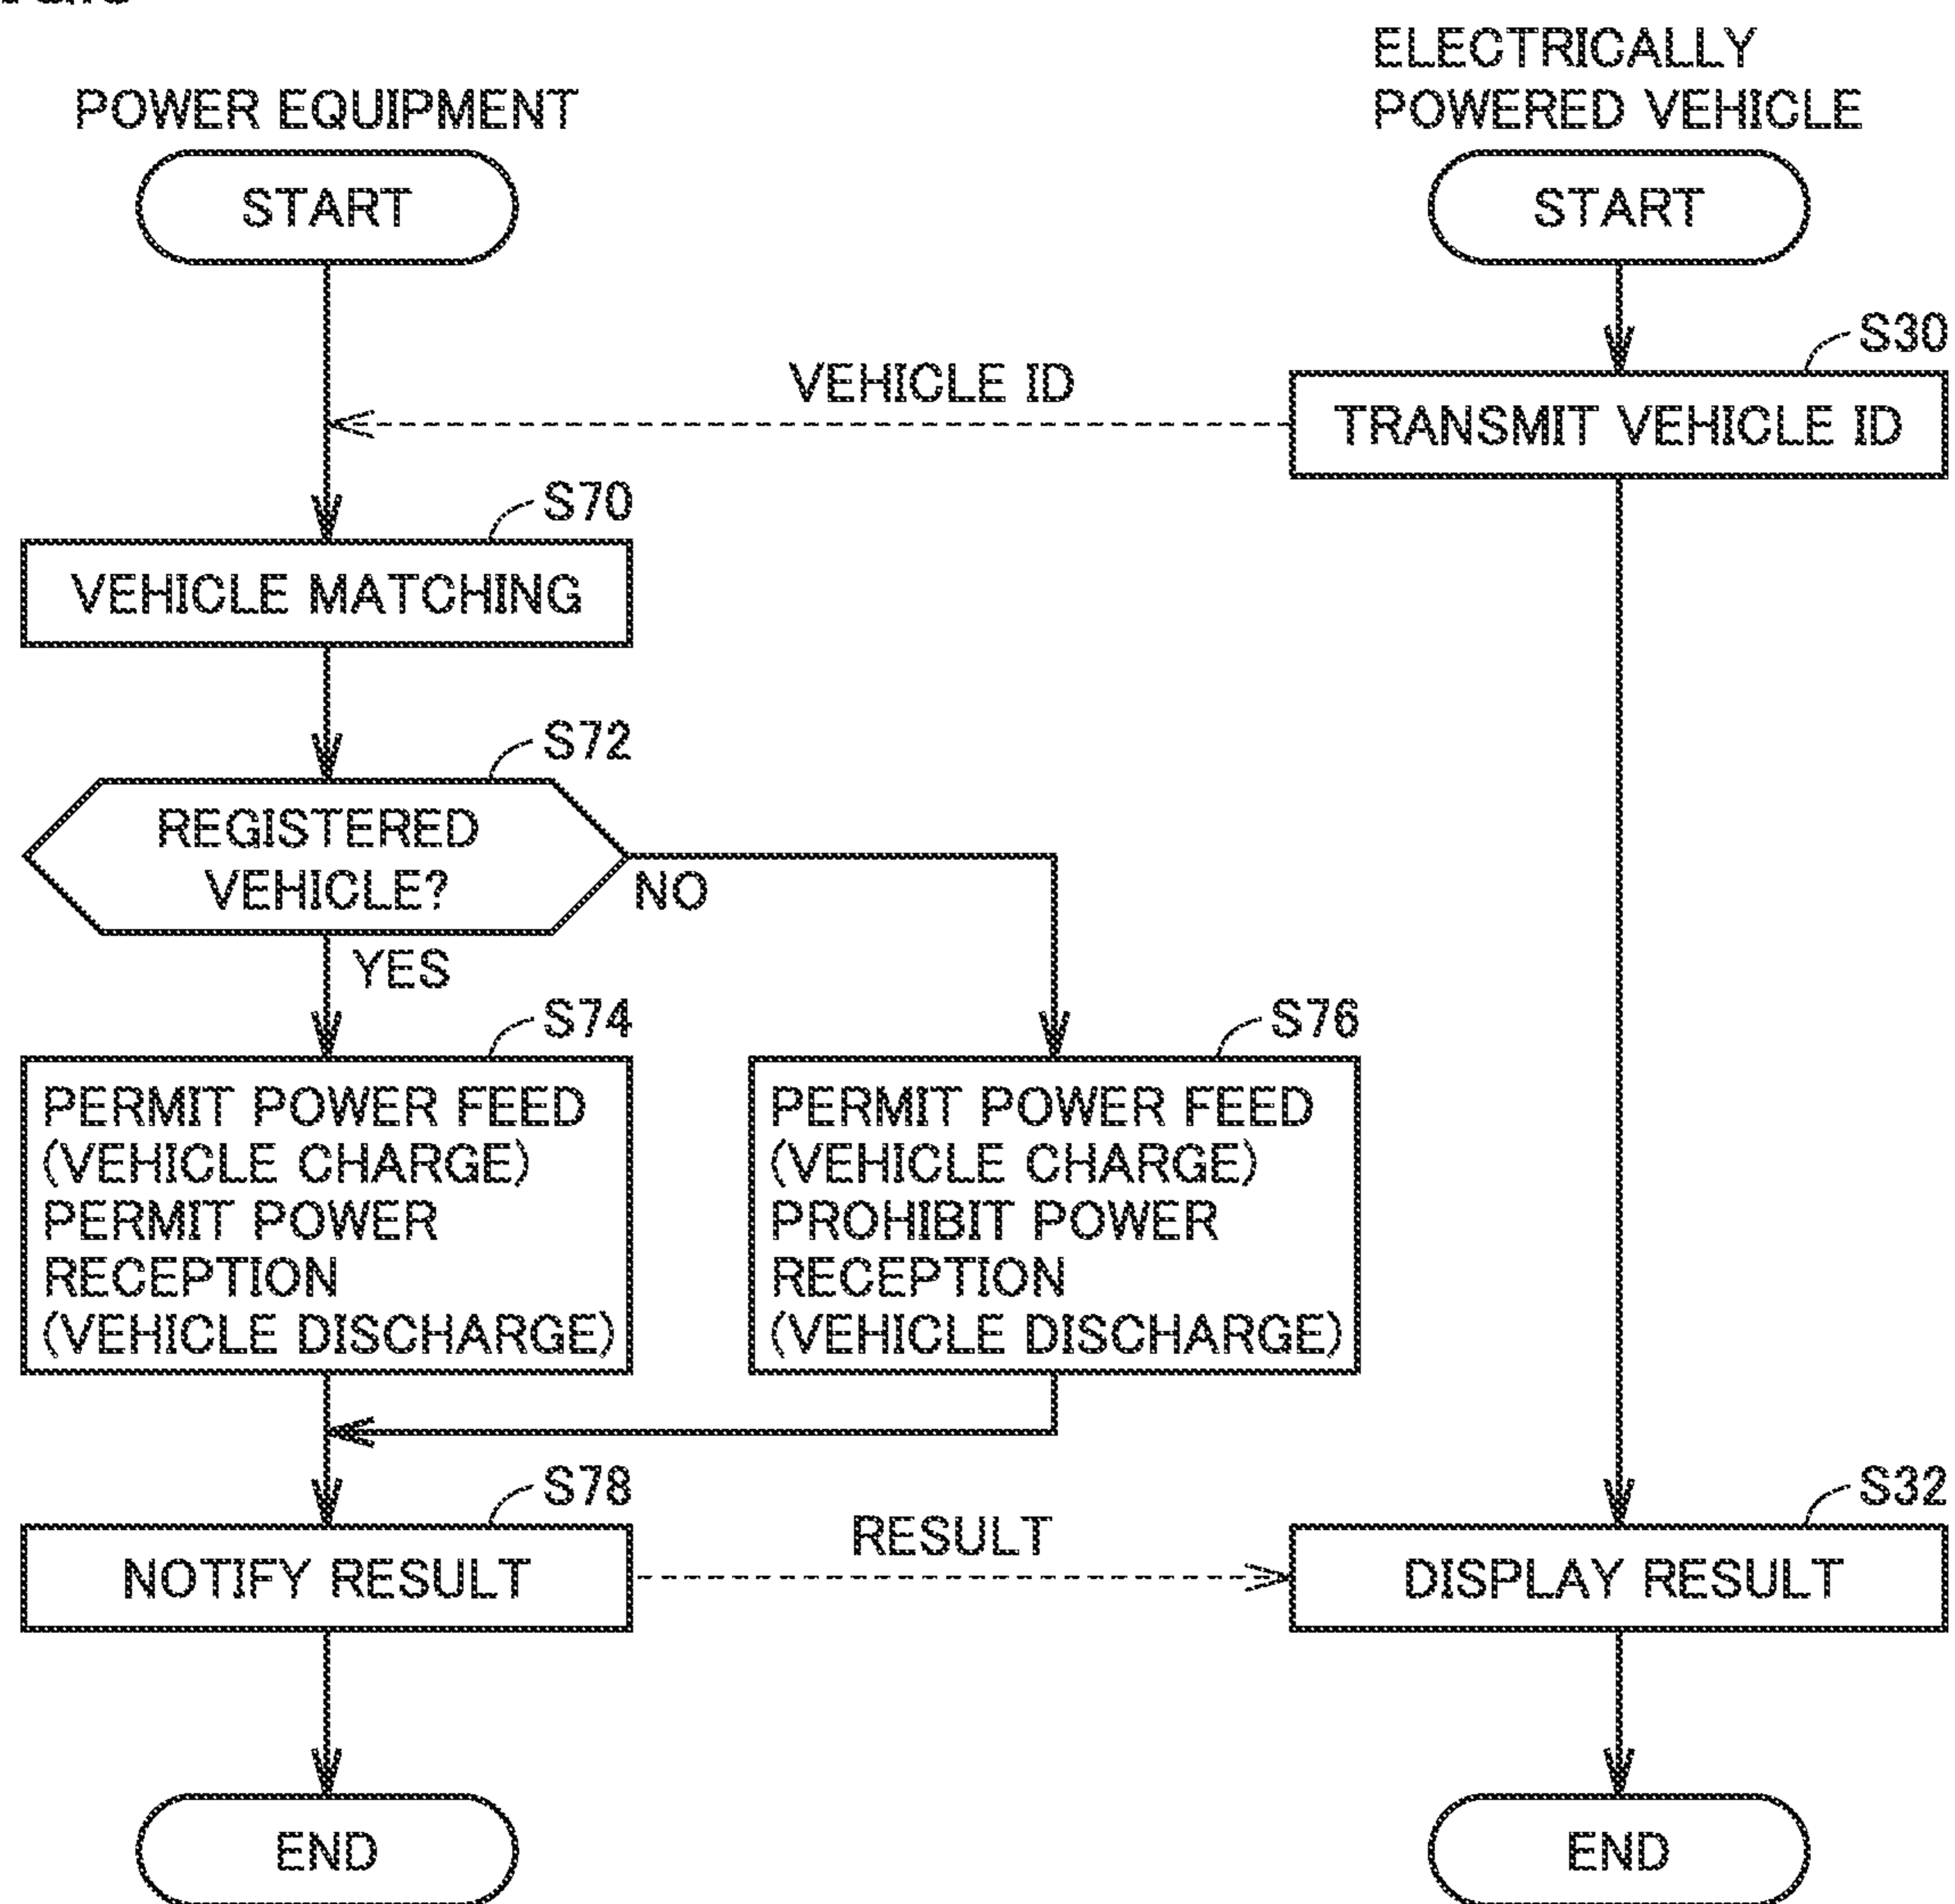 POWER EQUIPMENT
START
ELECTRICALLY
POWERED VEHICLE
START
S30
TRANSMIT VEHICLE ID
VEHICLE ID
S70
VEHICLE MATCHING
S72
REGISTERED
VEHICLE?
NO
YES
S74
PERMIT POWER FEED
(VEHICLE CHARGE)
PERMIT POWER
RECEPTION
(VEHICLE DISCHARGE)
S76
PERMIT POWER FEED
(VEHICLE CHARGE)
PROHIBIT POWER
RECEPTION
(VEHICLE DISCHARGE)
S78
NOTIFY RESULT
RESULT
S32
DISPLAY RESULT
END
END